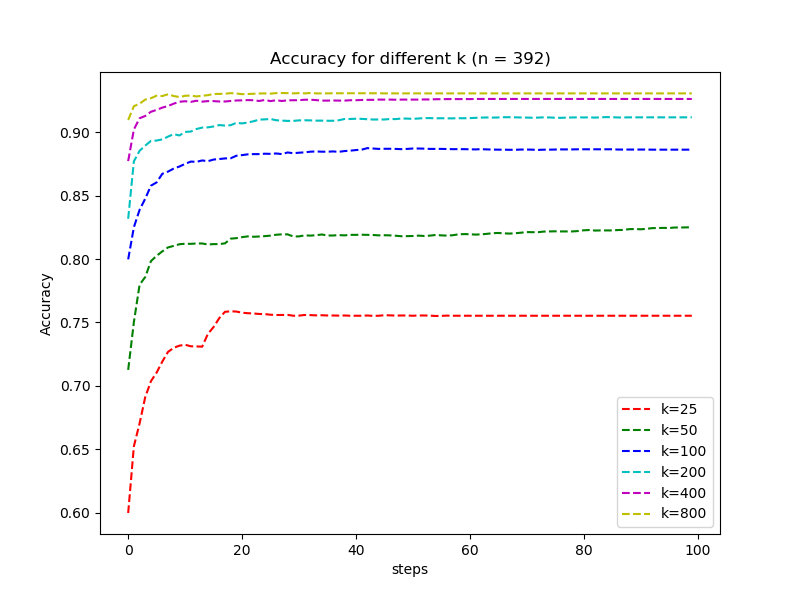 Accuracy for different k (n = 392)
Accuracy
0.90
0.85
0.80
0.75
0.70
0.65
0.60
k=25
k=50
k=100
k=200
k=400
k=800
0 20 40 60 80 100
steps